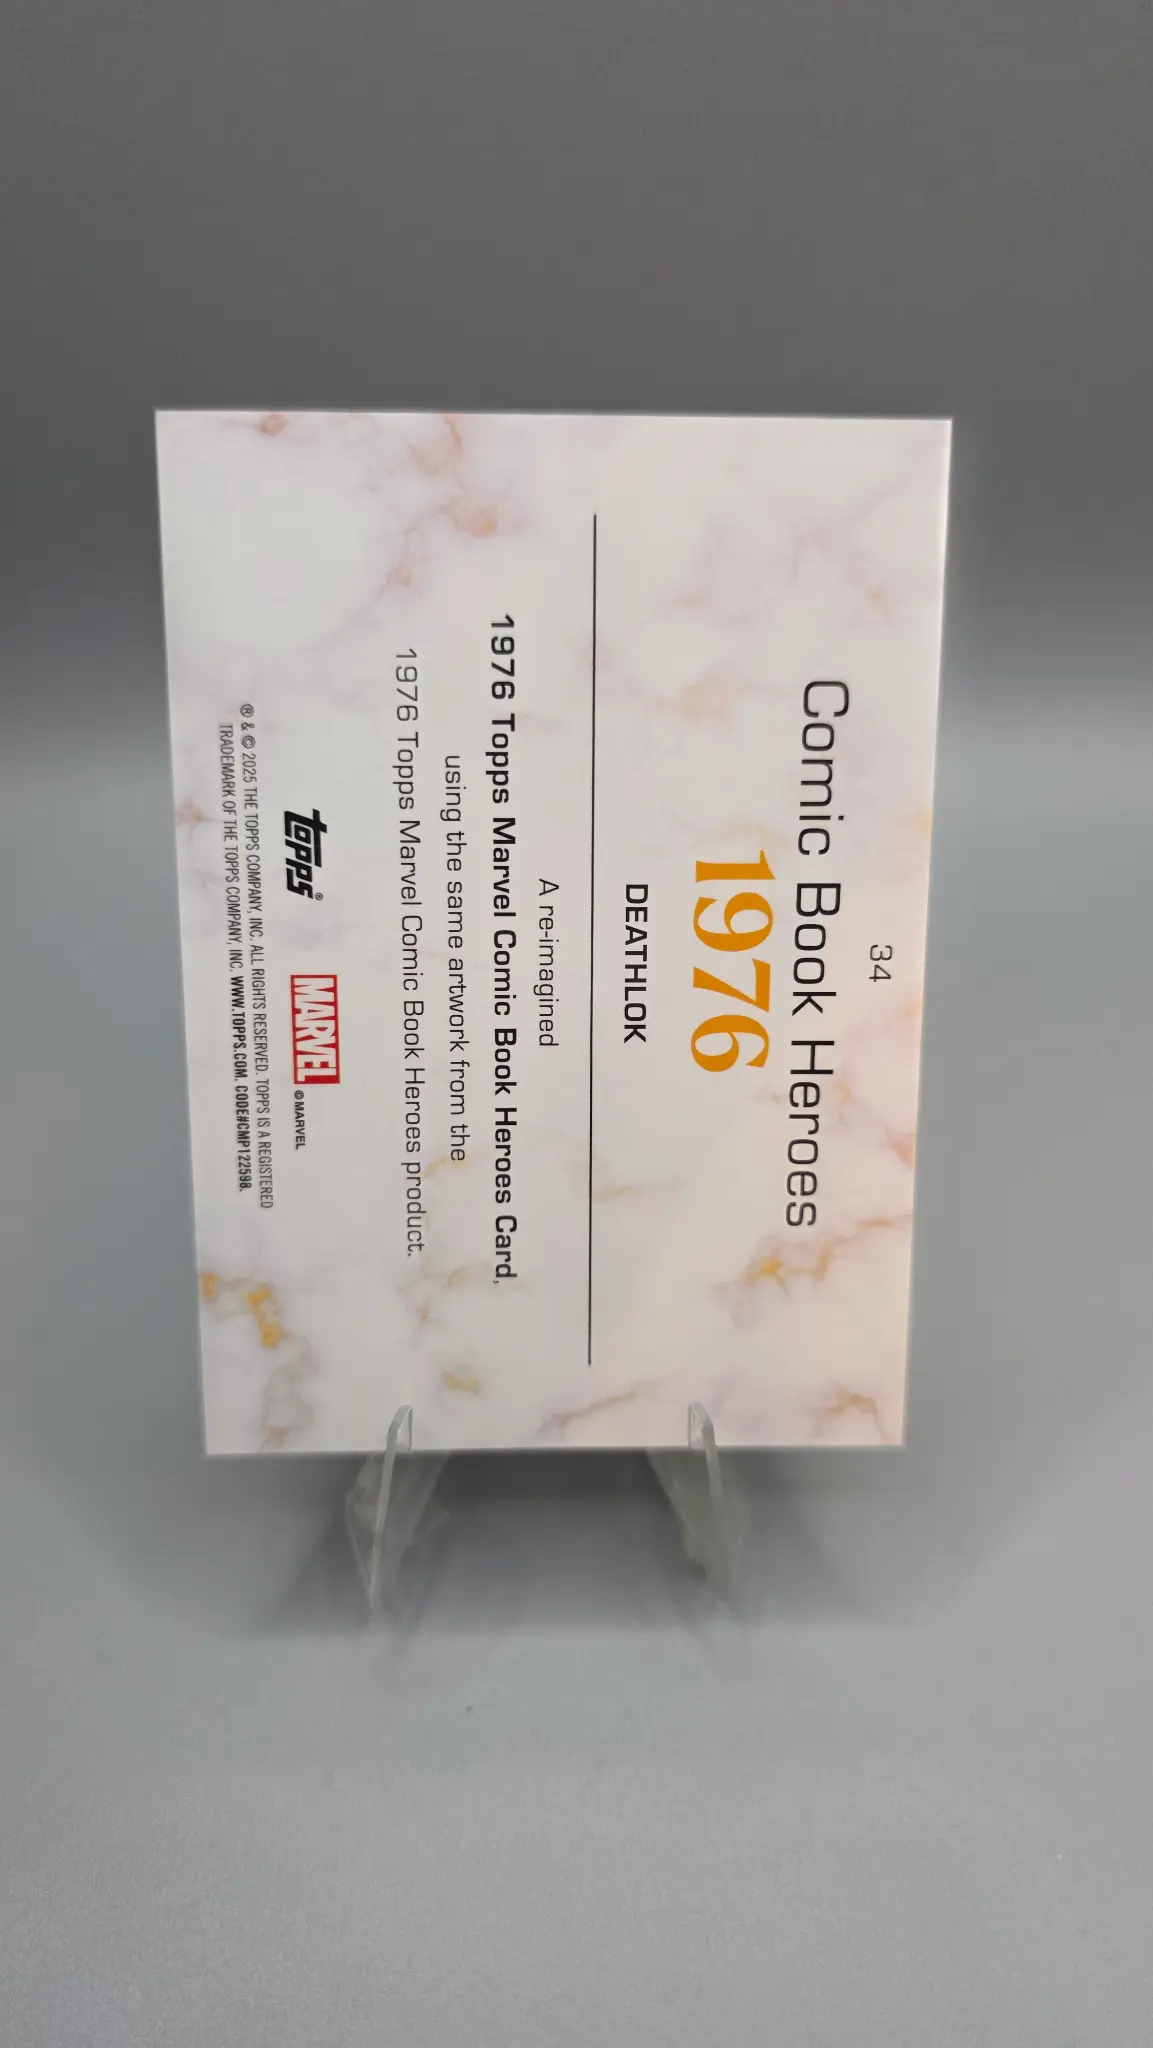 34
Comic Book Heroes
1976
DEATHLOK
A re-imagined
1976 Topps Marvel Comic Book Heroes Card,
using the same artwork from the
1976 Topps Marvel Comic Book Heroes product.
topps® MARVEL © MARVEL
® & © 2025 THE TOPPS COMPANY, INC. ALL RIGHTS RESERVED. TOPPS IS A REGISTERED
TRADEMARK OF THE TOPPS COMPANY, INC. WWW.TOPPS.COM. CODE#CMP122598.